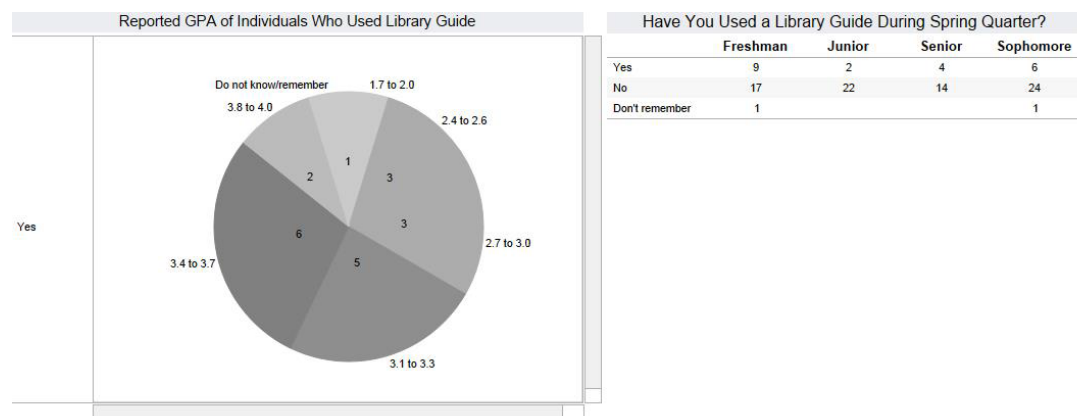 Reported GPA of Individuals Who Used Library Guide
Do not know/remember
1.7 to 2.0
3.8 to 4.0
2.4 to 2.6
1
2
3
Yes
6
3
2.7 to 3.0
3.4 to 3.7
5
3.1 to 3.3
Have You Used a Library Guide During Spring Quarter?
Freshman Junior Senior Sophomore
Yes 9 2 4 6
No 17 22 14 24
Don't remember 1 1